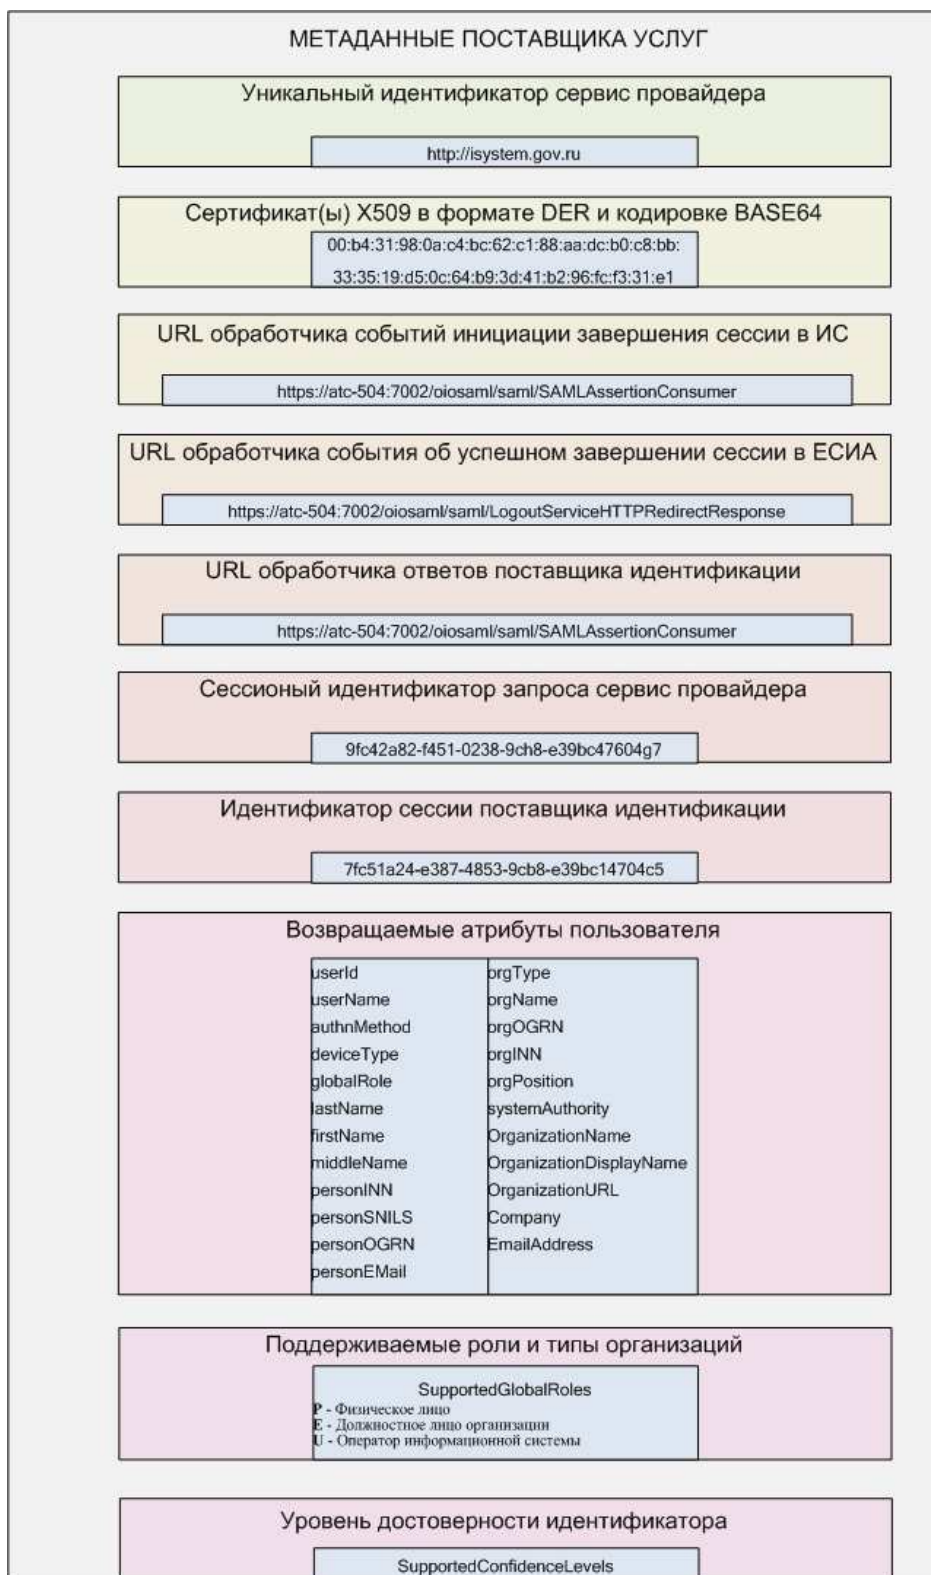 МЕТАДАННЫЕ ПОСТАВЩИКА УСЛУГ
Уникальный идентификатор сервис провайдера
http://isystem.gov.ru
Сертификат(ы) X509 в формате DER и кодировке BASE64
00:b4:31:98:0a:c4:bc:62:c1:88:aa:dc:b0:c8:bb:
33:35:19:d5:0c:64:b9:3d:41:b2:96:fc:f3:31:e1
URL обработчика событий инициации завершения сессии в ИС
https://atc-504:7002/oiosaml/saml/SAMLAssertionConsumer
URL обработчика события об успешном завершении сессии в ЕСИА
https://atc-504:7002/oiosaml/saml/LogoutServiceHTTPRedirectResponse
URL обработчика ответов поставщика идентификации
https://atc-504:7002/oiosaml/saml/SAMLAssertionConsumer
Сессионый идентификатор запроса сервис провайдера
9fc42a82-f451-0238-9ch8-e39bc47604g7
Идентификатор сессии поставщика идентификации
7fc51a24-e387-4853-9cb8-e39bc14704c5
Возвращаемые атрибуты пользователя
userId
userName
authnMethod
deviceType
globalRole
lastName
firstName
middleName
personINN
personSNILS
personOGRN
personEMail
orgType
orgName
orgOGRN
orgINN
orgPosition
systemAuthority
OrganizationName
OrganizationDisplayName
OrganizationURL
Company
EmailAddress
Поддерживаемые роли и типы организаций
SupportedGlobalRoles
P - Физическое лицо
E - Должностное лицо организации
U - Оператор информационной системы
Уровень достоверности идентификатора
SupportedConfidenceLevels